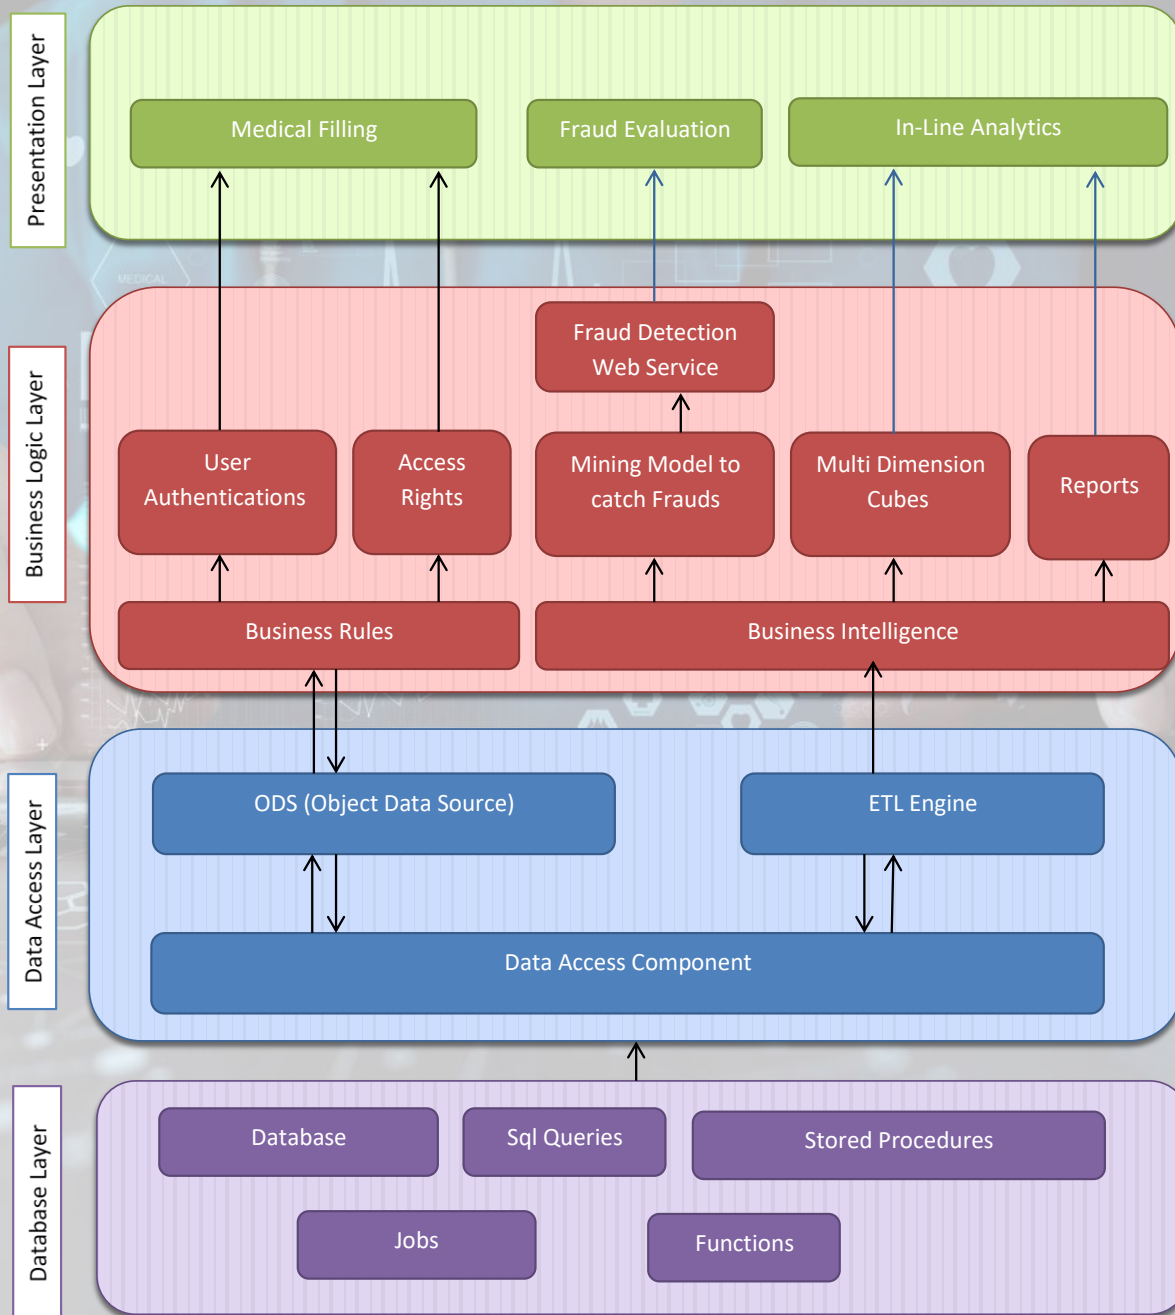 Presentation Layer
Medical Filling
Fraud Evaluation
In-Line Analytics
MEDICAL
Business Logic Layer
Fraud Detection
Web Service
User
Authentications
Access
Rights
Mining Model to
catch Frauds
Multi Dimension
Cubes
Reports
Business Rules
Business Intelligence
Data Access Layer
ODS (Object Data Source)
ETL Engine
Data Access Component
Database Layer
Database
Sql Queries
Stored Procedures
Jobs
Functions